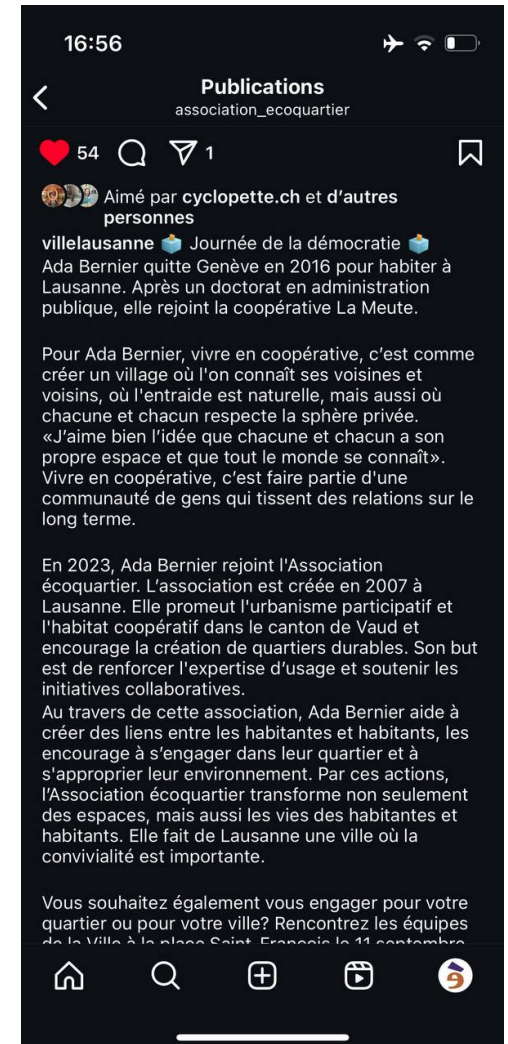 16:56
Publications
association_ecoquartier
54 1
Aimé par cyclopette.ch et d’autres
personnes
villelausanne 🗳️ Journée de la démocratie 🗳️
Ada Bernier quitte Genève en 2016 pour habiter à
Lausanne. Après un doctorat en administration
publique, elle rejoint la coopérative La Meute.
Pour Ada Bernier, vivre en coopérative, c’est comme
créer un village où l'on connaît ses voisines et
voisins, où l'entraide est naturelle, mais aussi où
chacune et chacun respecte la sphère privée.
«J’aime bien l’idée que chacune et chacun a son
propre espace et que tout le monde se connaît».
Vivre en coopérative, c’est faire partie d'une
communauté de gens qui tissent des relations sur le
long terme.
En 2023, Ada Bernier rejoint l'Association
écoquartier. L’association est créée en 2007 à
Lausanne. Elle promeut l'urbanisme participatif et
l'habitat coopératif dans le canton de Vaud et
encourage la création de quartiers durables. Son but
est de renforcer l'expertise d’usage et soutenir les
initiatives collaboratives.
Au travers de cette association, Ada Bernier aide à
créer des liens entre les habitantes et habitants, les
encourage à s’engager dans leur quartier et à
s'approprier leur environnement. Par ces actions,
l’Association écoquartier transforme non seulement
des espaces, mais aussi les vies des habitantes et
habitants. Elle fait de Lausanne une ville où la
convivialité est importante.
Vous souhaitez également vous engager pour votre
quartier ou pour votre ville? Rencontrez les équipes
de la Ville à la place Saint-François le 11 septembre